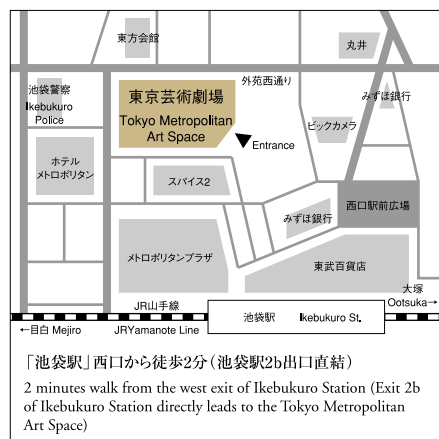 東方会館
丸井
外苑西通り
池袋警察
Ikebukuro
Police
東京芸術劇場
Tokyo Metropolitan
Art Space
みずほ銀行
ビックカメラ
Entrance
ホテル
メトロポリタン
スパイス2
西口駅前広場
みずほ銀行
メトロポリタンプラザ
東武百貨店
大塚
Ootsuka→
JR山手線
池袋駅 Ikebukuro St.
←目白 Mejiro JRYamanote Line
「池袋駅」西口から徒歩2分(池袋駅2b出口直結)
2 minutes walk from the west exit of Ikebukuro Station (Exit 2b
of Ikebukuro Station directly leads to the Tokyo Metropolitan
Art Space)